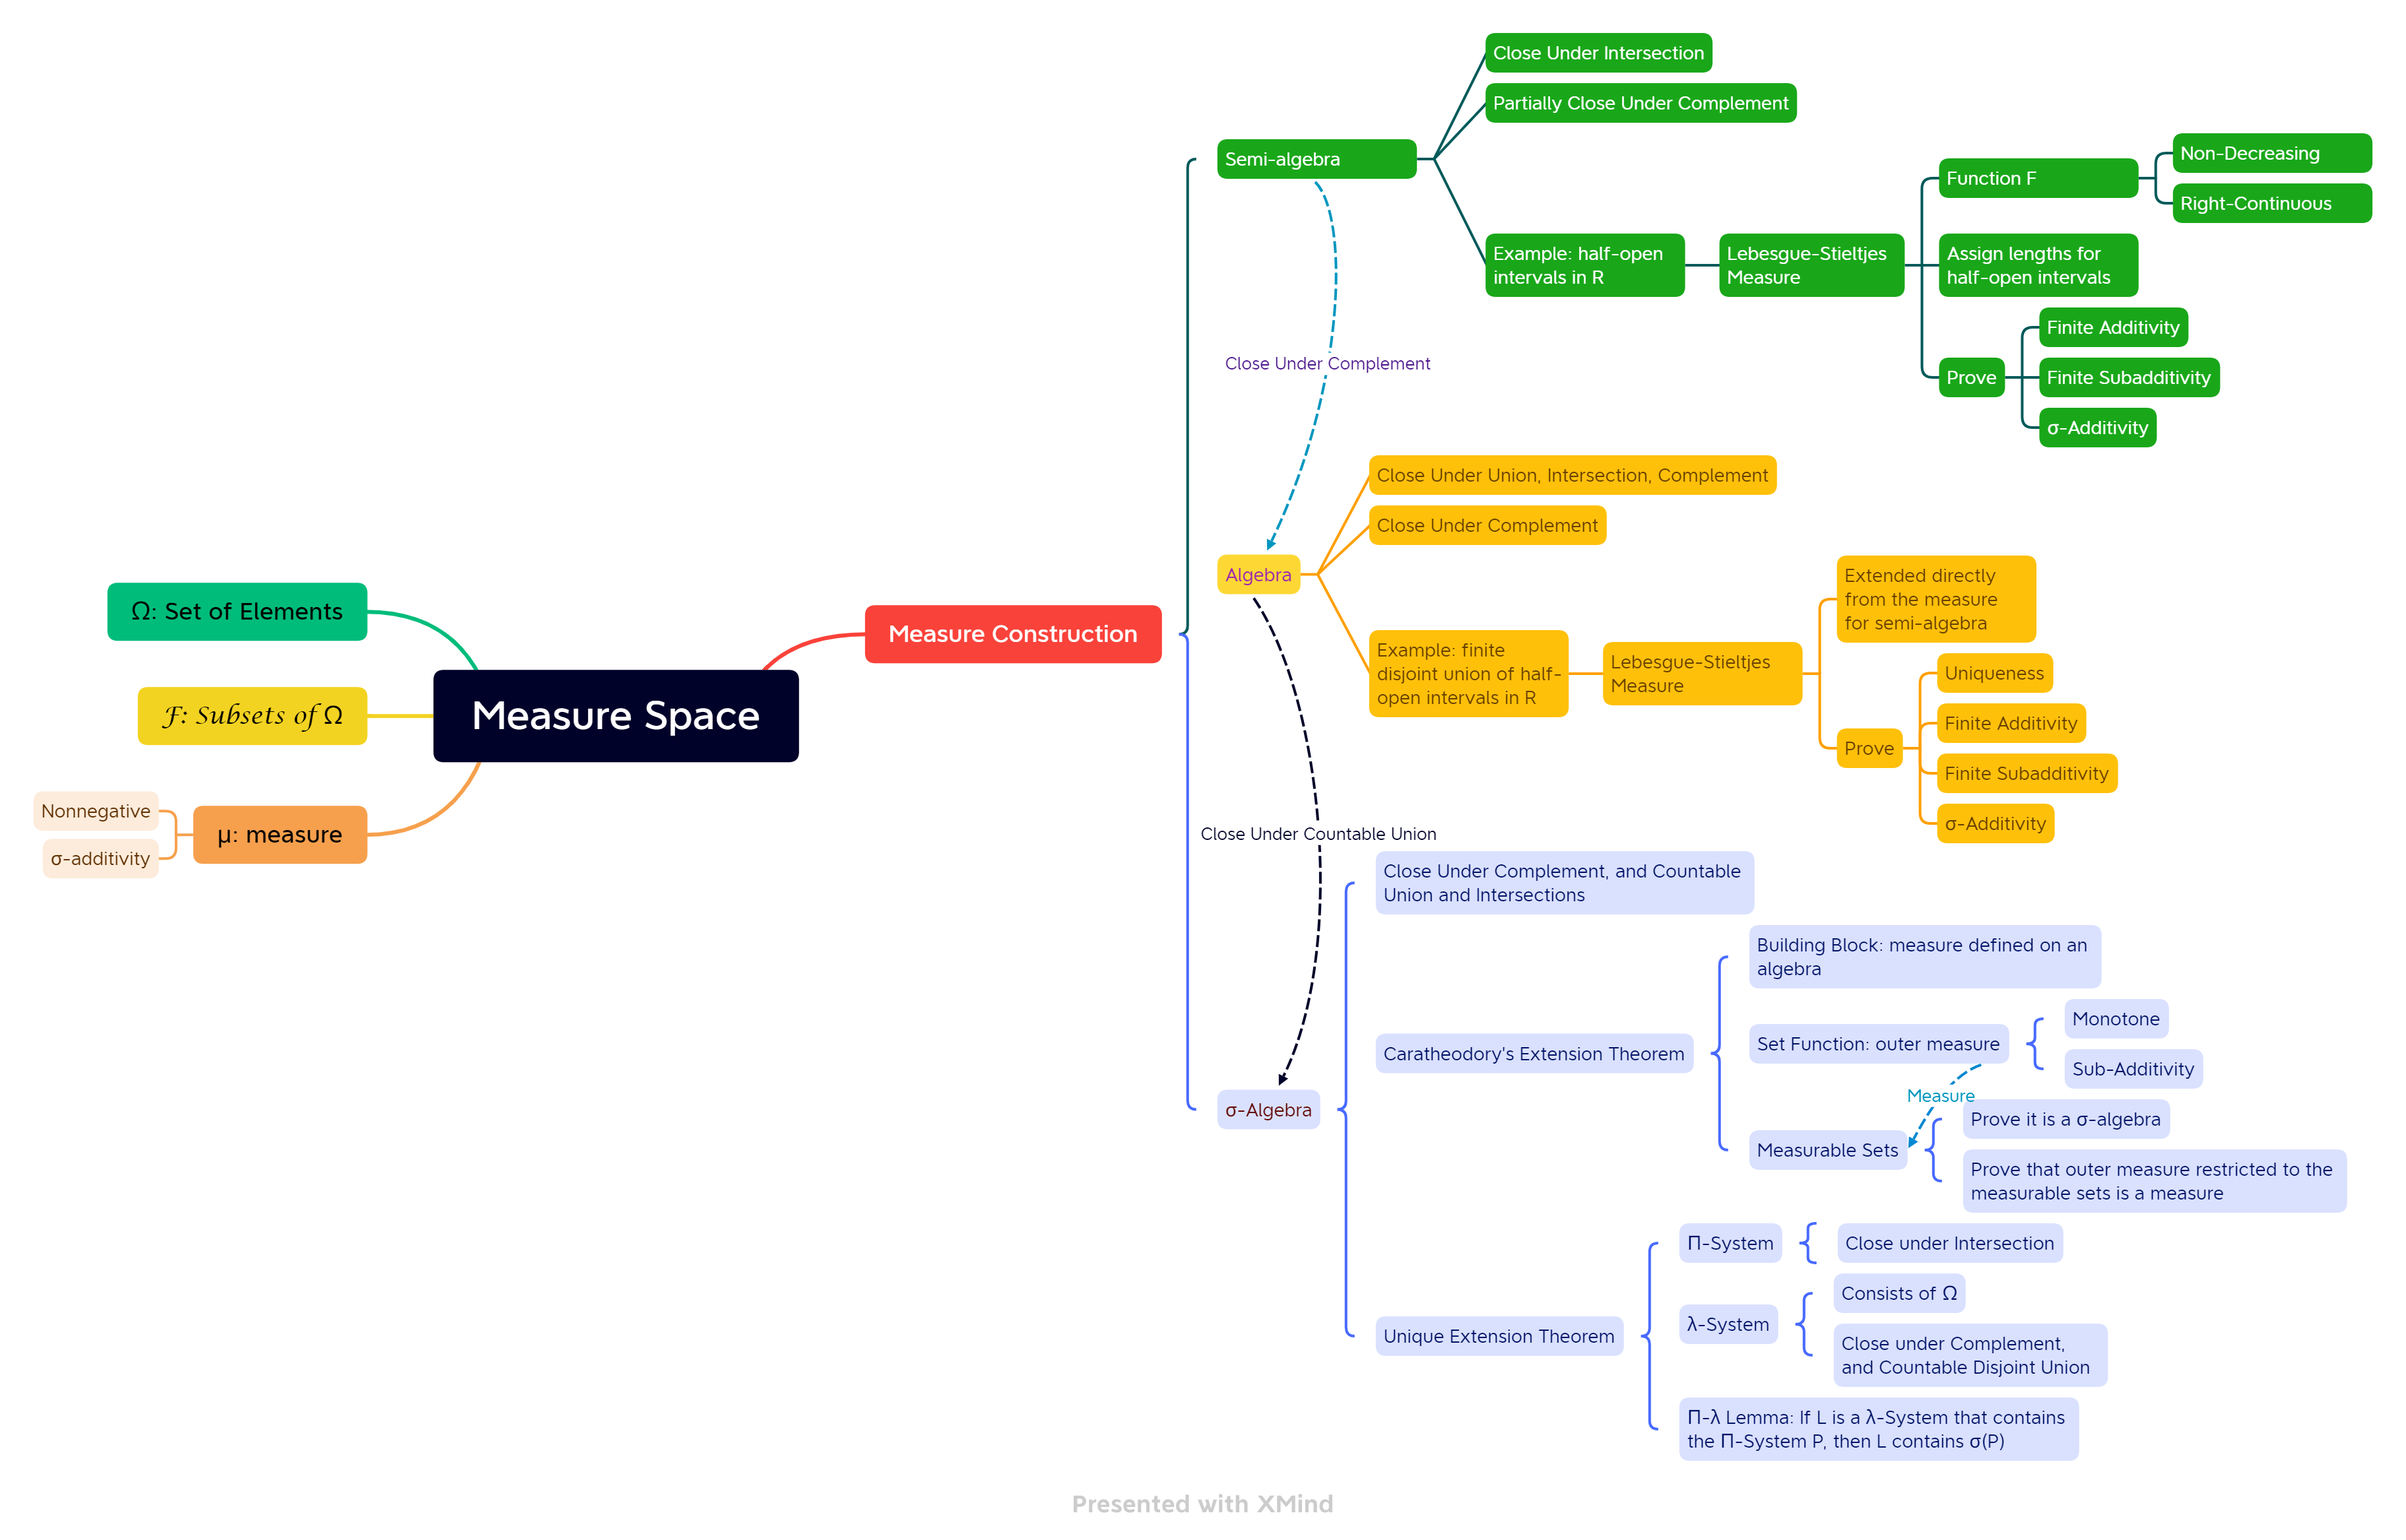 Close Under Intersection
Partially Close Under Complement
Semi-algebra
Non-Decreasing
Function F
Right-Continuous
Example: half-open
intervals in R
Lebesgue-Stieltjes
Measure
Assign lengths for
half-open intervals
Finite Additivity
Close Under Complement
Prove
Finite Subadditivity
σ-Additivity
Close Under Union, Intersection, Complement
Close Under Complement
Algebra
Extended directly
from the measure
for semi-algebra
Ω: Set of Elements
Measure Construction
Example: finite
disjoint union of half-
open intervals in R
Lebesgue-Stieltjes
Measure
Uniqueness
Measure Space
ℱ: Subsets of Ω
Finite Additivity
Prove
Finite Subadditivity
Nonnegative
μ: measure
σ-additivity
σ-Additivity
Close Under Countable Union
Close Under Complement, and Countable
Union and Intersections
Building Block: measure defined on an
algebra
Caratheodory's Extension Theorem
Set Function: outer measure
Monotone
Sub-Additivity
Measure
σ-Algebra
Prove it is a σ-algebra
Measurable Sets
Prove that outer measure restricted to the
measurable sets is a measure
Π-System
Close under Intersection
Consists of Ω
λ-System
Unique Extension Theorem
Close under Complement,
and Countable Disjoint Union
Π-λ Lemma: If L is a λ-System that contains
the Π-System P, then L contains σ(P)
Presented with XMind